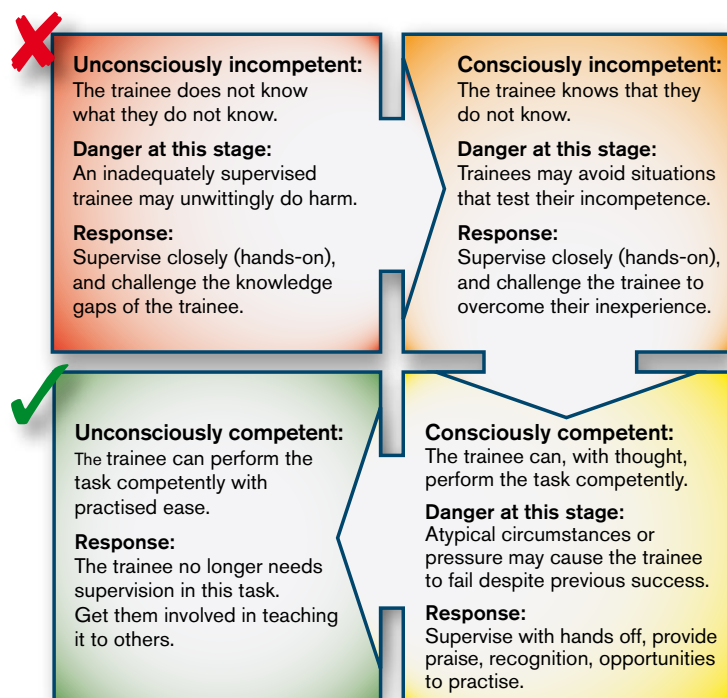 Unconsciously incompetent:
The trainee does not know
what they do not know.
Danger at this stage:
An inadequately supervised
trainee may unwittingly do harm.
Response:
Supervise closely (hands-on),
and challenge the knowledge
gaps of the trainee.
Consciously incompetent:
The trainee knows that they
do not know.
Danger at this stage:
Trainees may avoid situations
that test their incompetence.
Response:
Supervise closely (hands-on),
and challenge the trainee to
overcome their inexperience.
Unconsciously competent:
The trainee can perform the
task competently with
practised ease.
Response:
The trainee no longer needs
supervision in this task.
Get them involved in teaching
it to others.
Consciously competent:
The trainee can, with thought,
perform the task competently.
Danger at this stage:
Atypical circumstances or
pressure may cause the trainee
to fail despite previous success.
Response:
Supervise with hands off, provide
praise, recognition, opportunities
to practise.